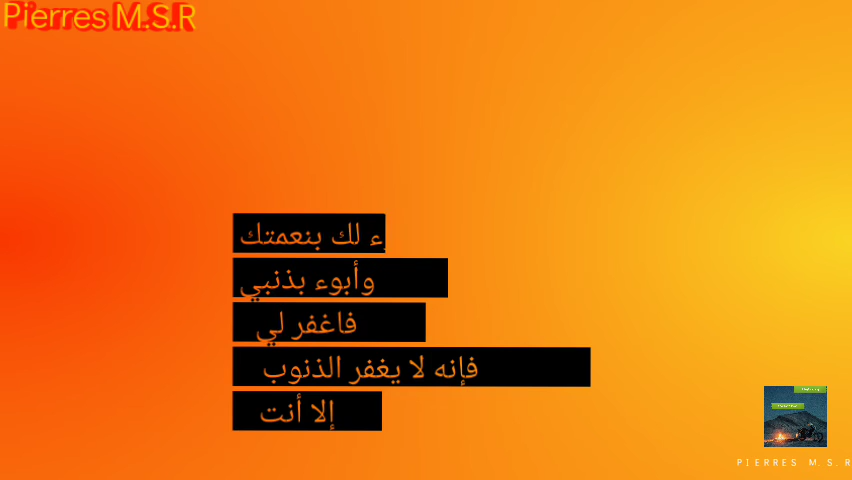 Pierres M.S.R
ء لك بنعمتك
وأبوء بذنبي
فاغفر لي
فإنه لا يغفر الذنوب
إلا أنت
PIERRES M.S.R